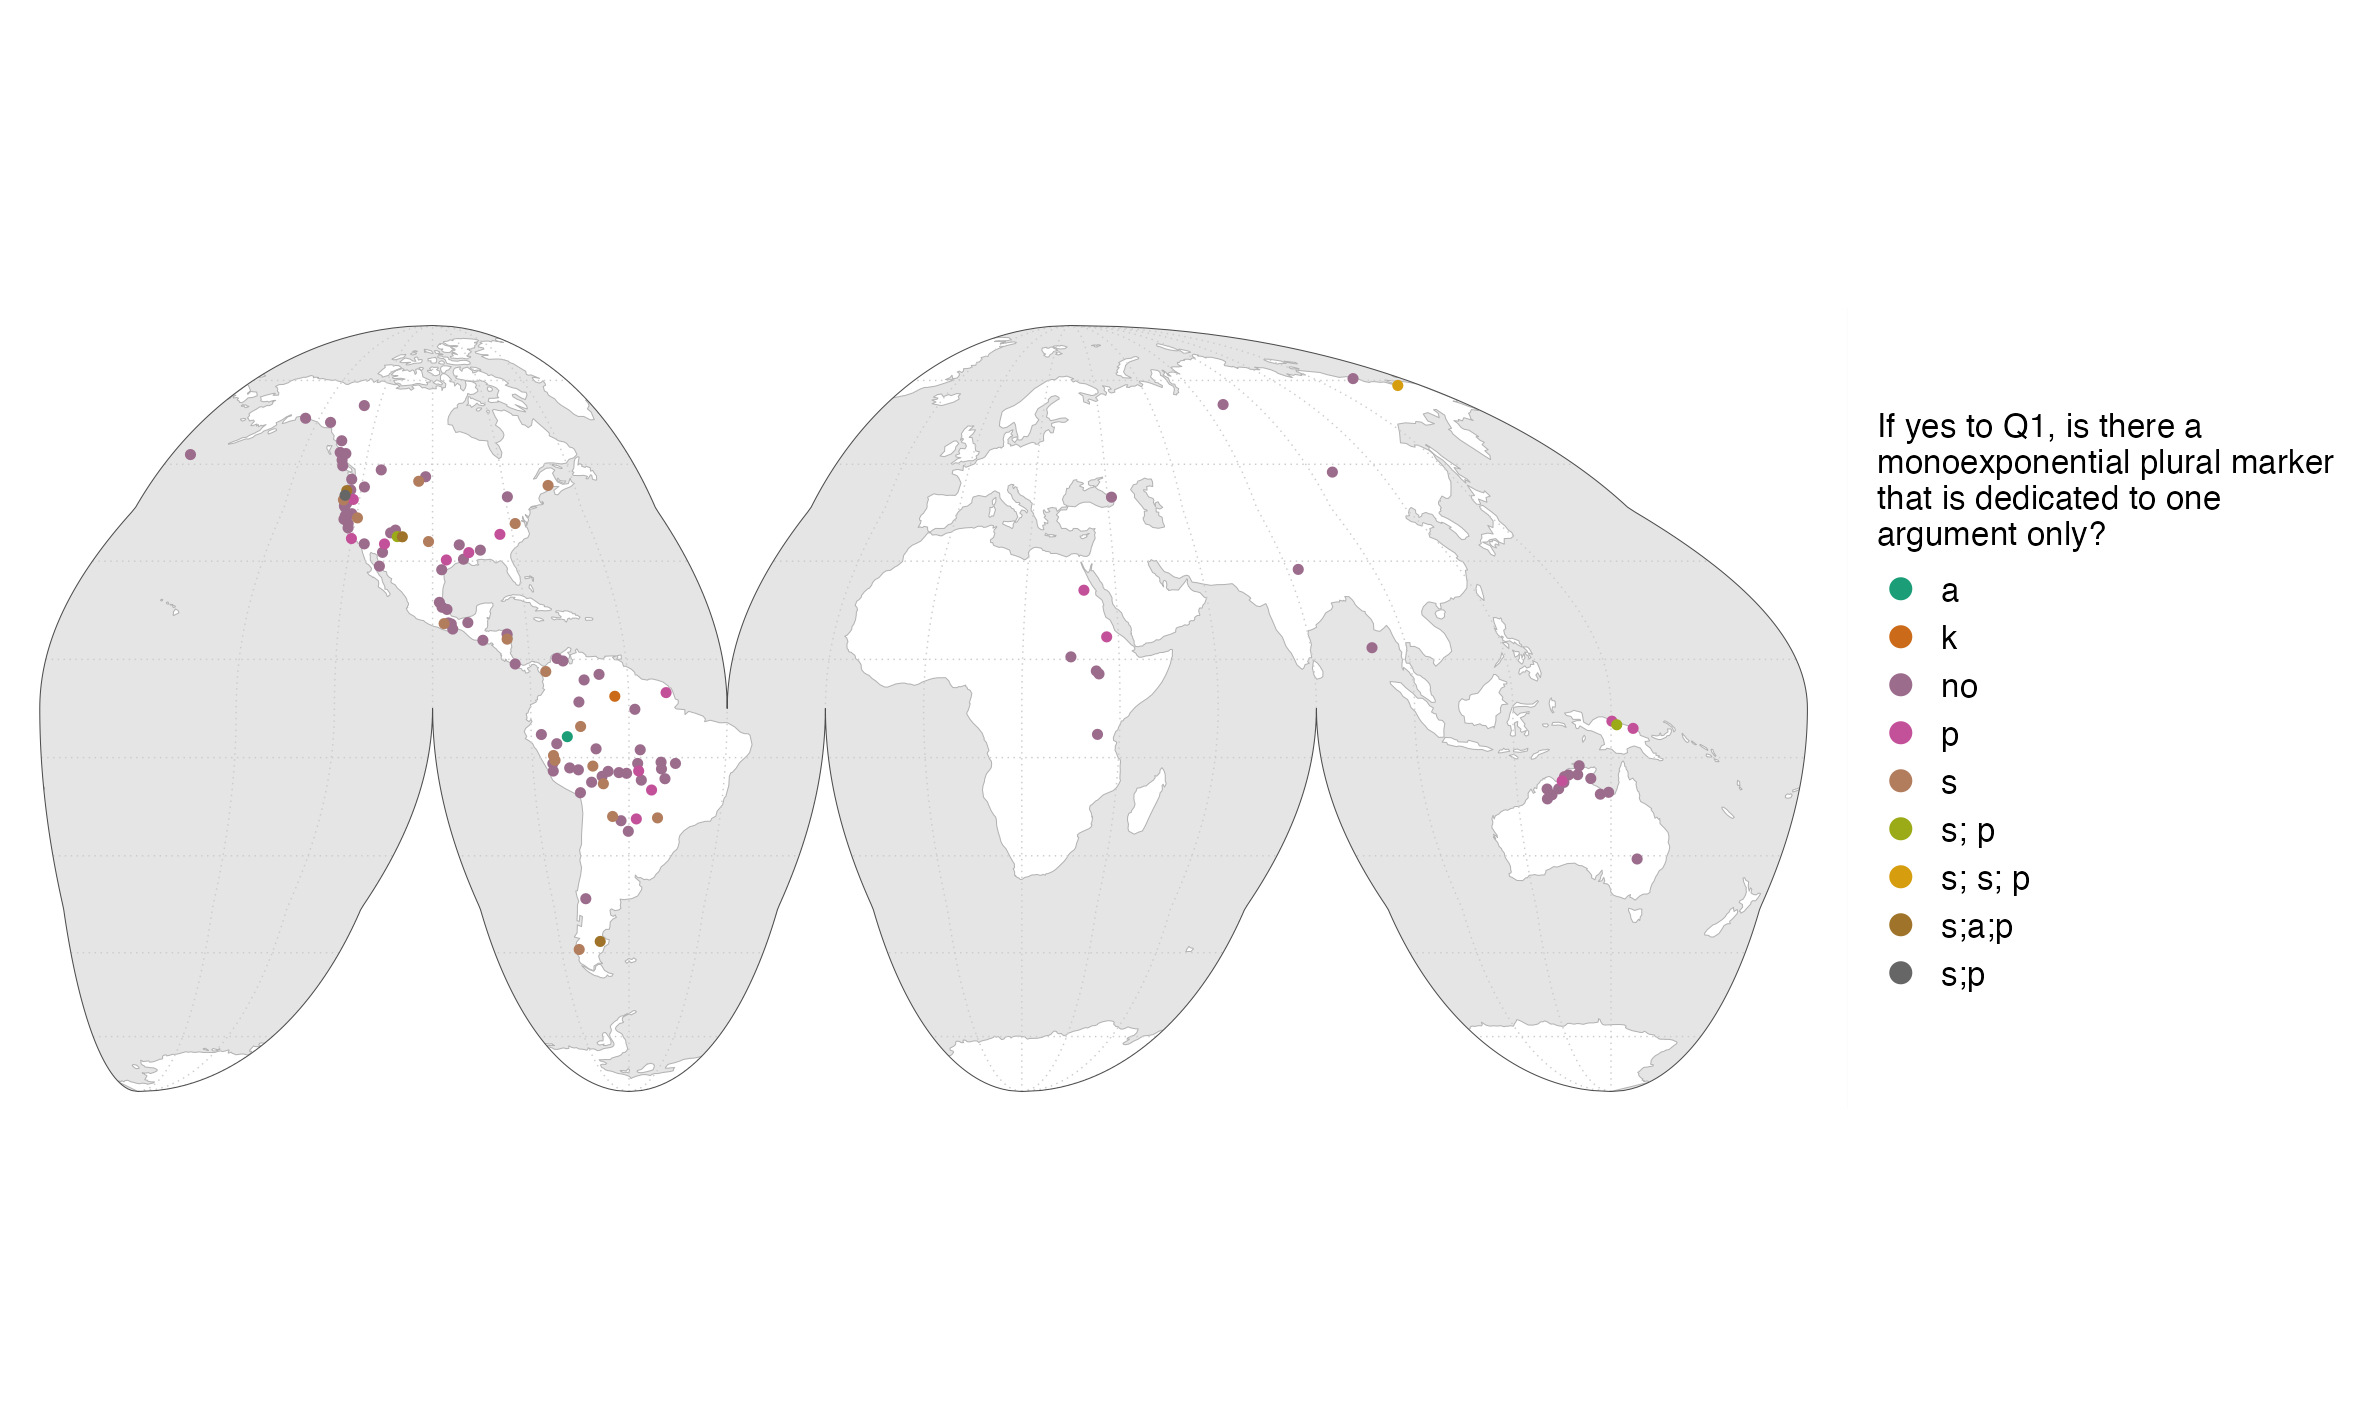 If yes to Q1, is there a
monoexponential plural marker
that is dedicated to one
argument only?
a
k
no
p
s
s; p
s; s; p
s;a;p
s;p